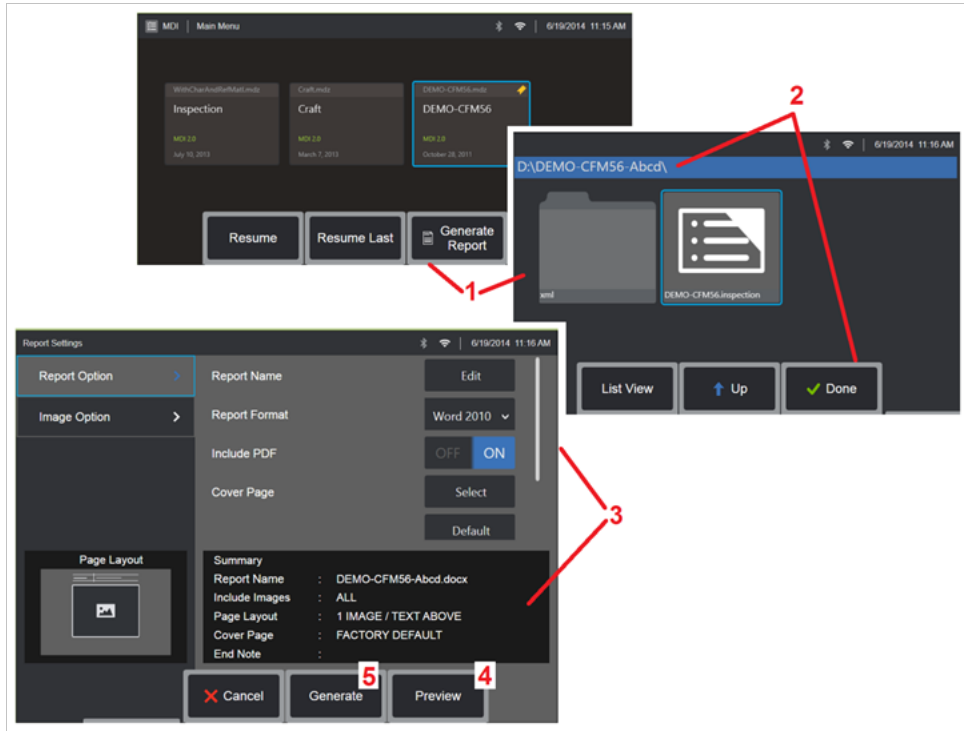 MDI | Main Menu 6/19/2014 11:15 AM
WithCharAndRefMatl.mdz Craft.mdz DEMO-CFM56.mdz
Inspection Craft DEMO-CFM56
MDI 2.0 MDI 2.0 MDI 2.0
July 10, 2013 March 7, 2013 October 28, 2011
Resume Resume Last Generate
Report
1
2
6/19/2014 11:16 AM
D:\DEMO-CFM56-Abcd\
xml DEMO-CFM56.inspection
List View Up Done
Report Settings 6/19/2014 11:16 AM
Report Option Report Name Edit
Image Option Report Format Word 2010
Include PDF OFF ON
Cover Page Select
Default
3
Page Layout Summary
Report Name : DEMO-CFM56-Abcd.docx
Include Images : ALL
Page Layout : 1 IMAGE / TEXT ABOVE
Cover Page : FACTORY DEFAULT
End Note :
5 4
Cancel Generate Preview